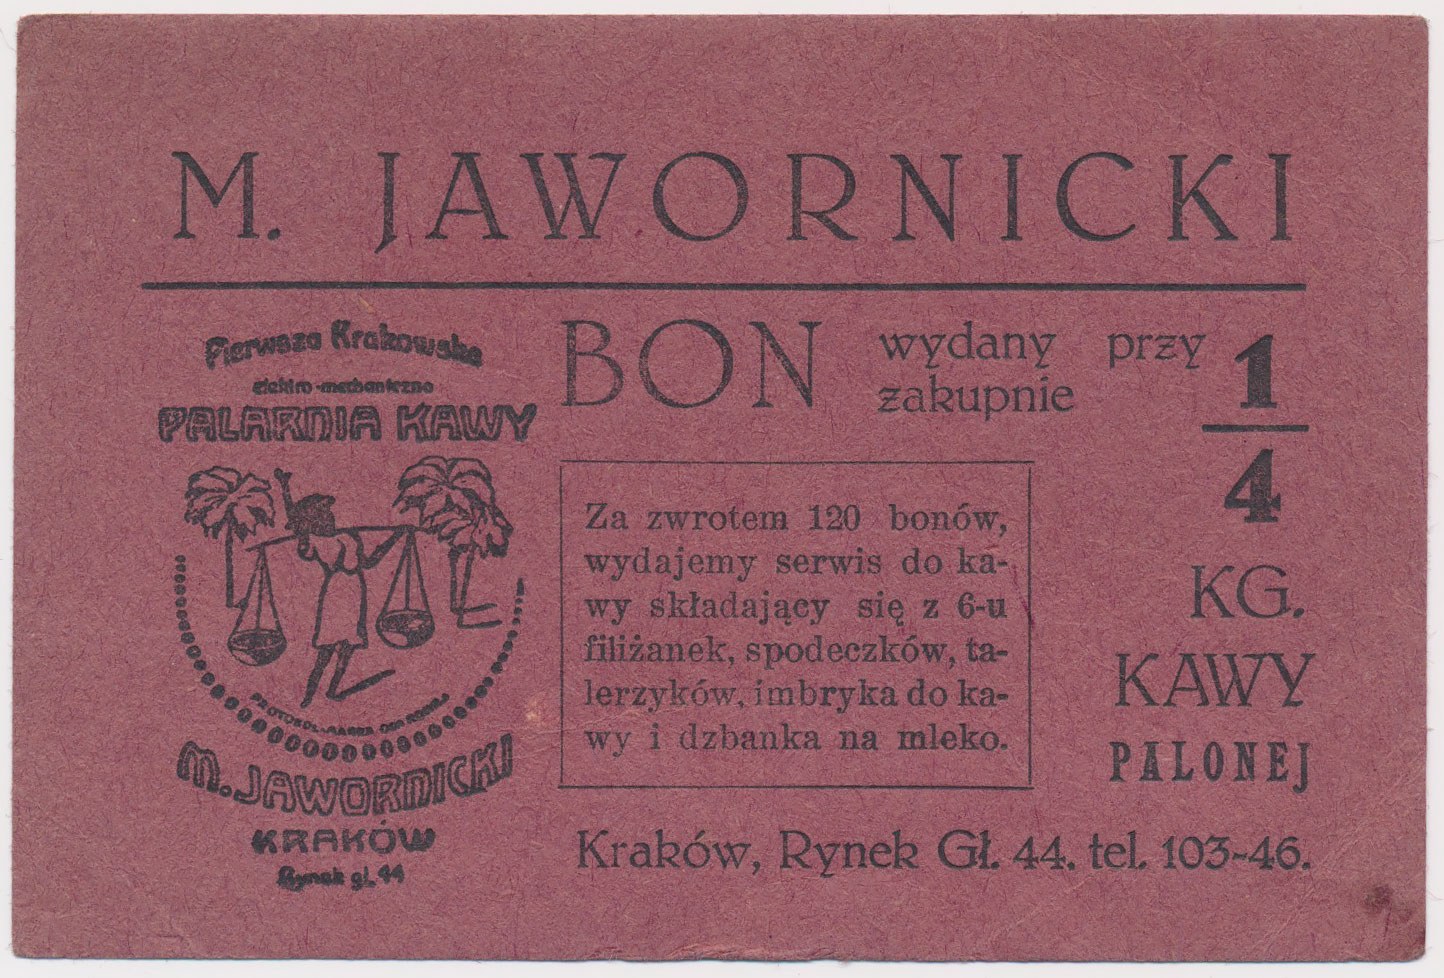 M. JAWORNICKI
Pierwsza Krakowska
elektro-mechaniczno
PALARNIA KAWY
M. JAWORNICKI
KRAKÓW
Rynek gł. 44
BON wydany przy
zakupnie
1
4
KG.
KAWY
PALONEJ
Za zwrotem 120 bonów,
wydajemy serwis do ka-
wy składający się z 6-u
filiżanek, spodeczków, ta-
lerzyków, imbryka do ka-
wy i dzbanka na mleko.
Kraków, Rynek Gł. 44, tel. 103-46.